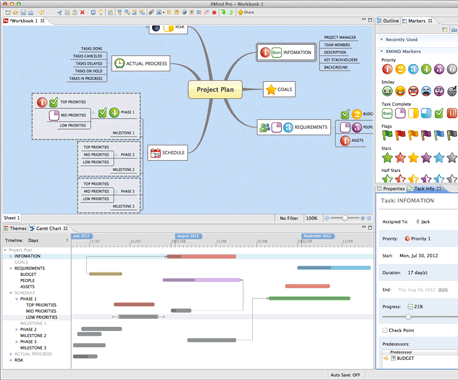 XMind Pro - Workbook 1
Share
*Workbook 1
RISK
TASKS DONE
TASKS CANCELED
TASKS DELAYED
TASKS ON HOLD
TASKS IN PROGRESS
ACTUAL PROGRESS
Start
INFOMATION
PROJECT MANAGER
TEAM MEMBERS
DESCRIPTION
KEY STACKHOLDERS
BACKGROUND
Project Plan
GOALS
REQUIREMENTS
PEOPL
ASSETS
TOP PRIORITIES
MID PRIORITIES
LOW PRIORITIES
PHASE 1
MILESTONE 1
TOP PRIORITIES
MID PRIORITIES
LOW PRIORITIES
PHASE 2
MILESTONE 2
TOP PRIORITIES
MID PRIORITIES
LOW PRIORITIES
PHASE 3
MILESTONE 3
SCHEDULE
Sheet 1
No Filter
100%
Outline
Markers
Recently Used
XMIND Markers
Priority
Smiley
Task Complete
Flags
Stars
Half Stars
Properties
Task Info
Task: INFOMATION
Assigned To:
Jack
Priority:
Priority 1
Start:
Mon, Jul 30, 2012
Duration:
17 day(s)
End:
Thu, Aug 16, 2012
Progress:
21%
Check Point
Predecessors:
Predecessor
BUDGET
Themes
Gantt Chart
Timeline:
Days
July 2012
August 2012
September 2012
Project Plan
INFOMATION
GOALS
REQUIREMENTS
BUDGET
PEOPLE
ASSETS
SCHEDULE
PHASE 1
TOP PRIORITIES
MID PRIORITIES
LOW PRIORITIES
MILESTONE 1
PHASE 2
MILESTONE 2
PHASE 3
MILESTONE 3
ACTUAL PROGRESS
RISK
Auto Save: OFF